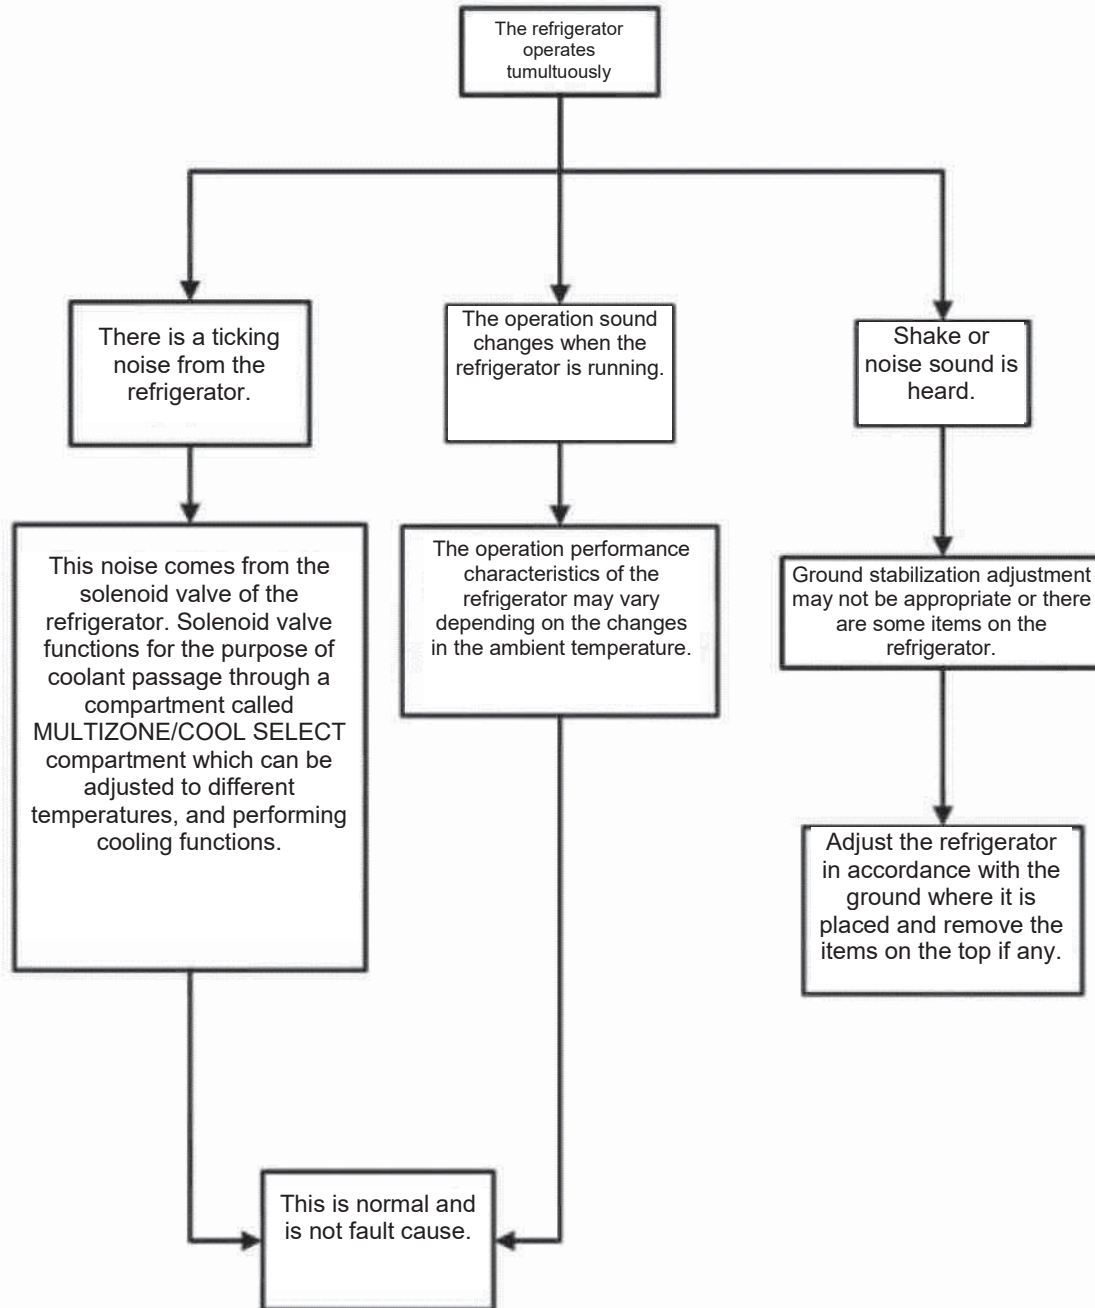 The refrigerator
operates
tumultuously
There is a ticking
noise from the
refrigerator.
The operation sound
changes when the
refrigerator is running.
Shake or
noise sound is
heard.
This noise comes from the
solenoid valve of the
refrigerator. Solenoid valve
functions for the purpose of
coolant passage through a
compartment called
MULTIZONE/COOL SELECT
compartment which can be
adjusted to different
temperatures, and performing
cooling functions.
The operation performance
characteristics of the
refrigerator may vary
depending on the changes
in the ambient temperature.
Ground stabilization adjustment
may not be appropriate or there
are some items on the
refrigerator.
Adjust the refrigerator
in accordance with the
ground where it is
placed and remove the
items on the top if any.
This is normal and
is not fault cause.